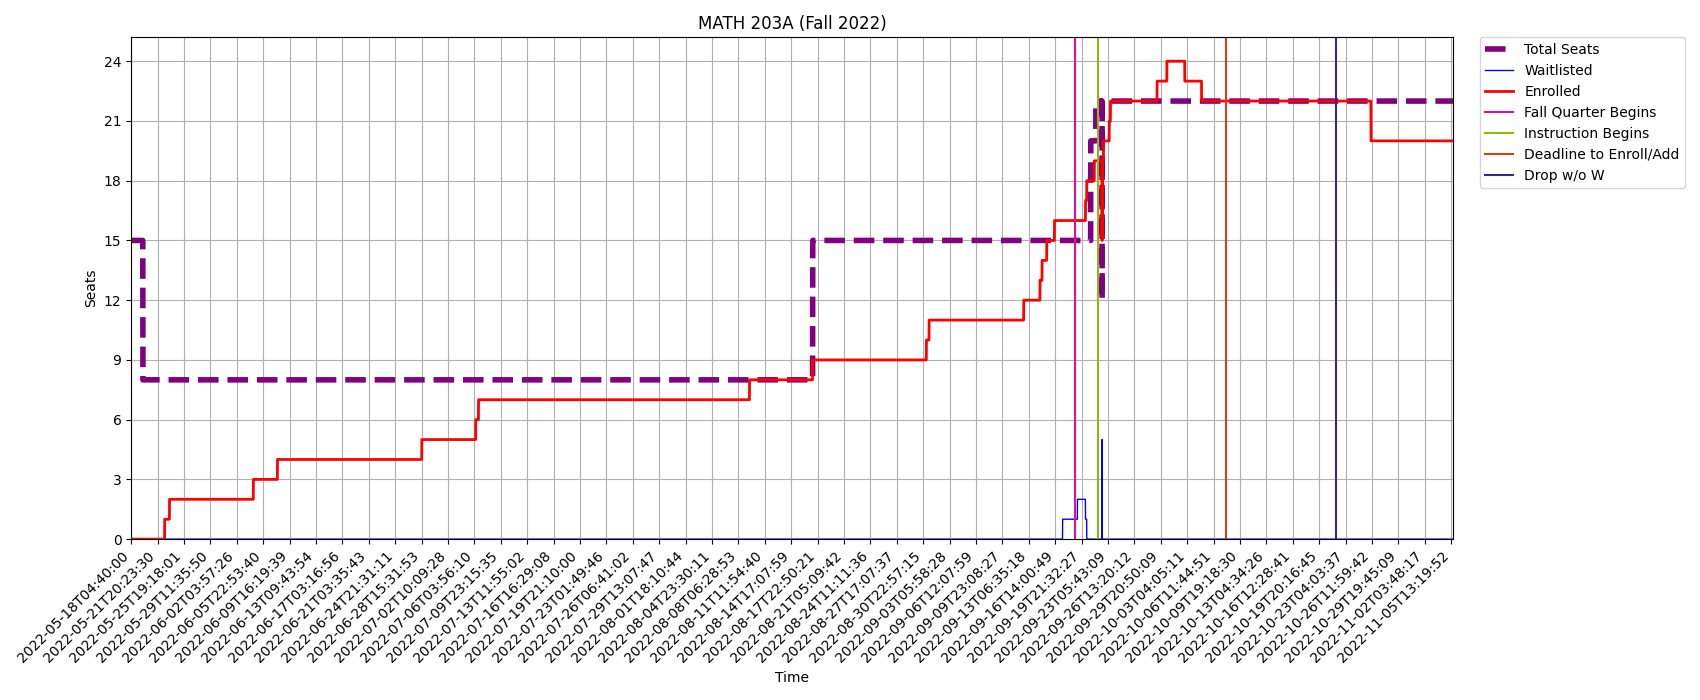 MATH 203A (Fall 2022)
Total Seats
Waitlisted
Enrolled
Fall Quarter Begins
Instruction Begins
Deadline to Enroll/Add
Drop w/o W
Seats
24
21
18
15
12
9
6
3
0
2022-05-18T04:40:00
2022-05-21T20:23:30
2022-05-25T19:18:01
2022-05-29T11:35:50
2022-06-02T03:57:26
2022-06-05T22:53:40
2022-06-09T16:19:39
2022-06-13T09:43:54
2022-06-17T03:16:56
2022-06-21T03:35:43
2022-06-24T21:31:11
2022-06-28T15:31:53
2022-07-02T10:09:28
2022-07-06T03:56:10
2022-07-09T23:15:35
2022-07-13T11:55:02
2022-07-16T16:29:08
2022-07-19T21:10:00
2022-07-23T01:49:46
2022-07-26T06:41:02
2022-07-29T13:07:47
2022-08-01T18:10:44
2022-08-04T23:30:11
2022-08-08T06:28:53
2022-08-11T11:54:40
2022-08-14T17:07:59
2022-08-17T22:50:21
2022-08-21T05:09:42
2022-08-24T11:11:36
2022-08-27T17:07:37
2022-08-30T22:57:15
2022-09-03T05:58:28
2022-09-06T12:07:59
2022-09-09T23:08:27
2022-09-13T06:35:18
2022-09-16T14:00:49
2022-09-19T21:32:27
2022-09-23T05:43:09
2022-09-26T13:20:12
2022-09-29T20:50:09
2022-10-03T04:05:11
2022-10-06T11:44:51
2022-10-09T19:18:30
2022-10-13T04:34:26
2022-10-16T12:28:41
2022-10-19T20:16:45
2022-10-23T04:03:37
2022-10-26T11:59:42
2022-10-29T19:45:09
2022-11-02T03:48:17
2022-11-05T13:19:52
Time